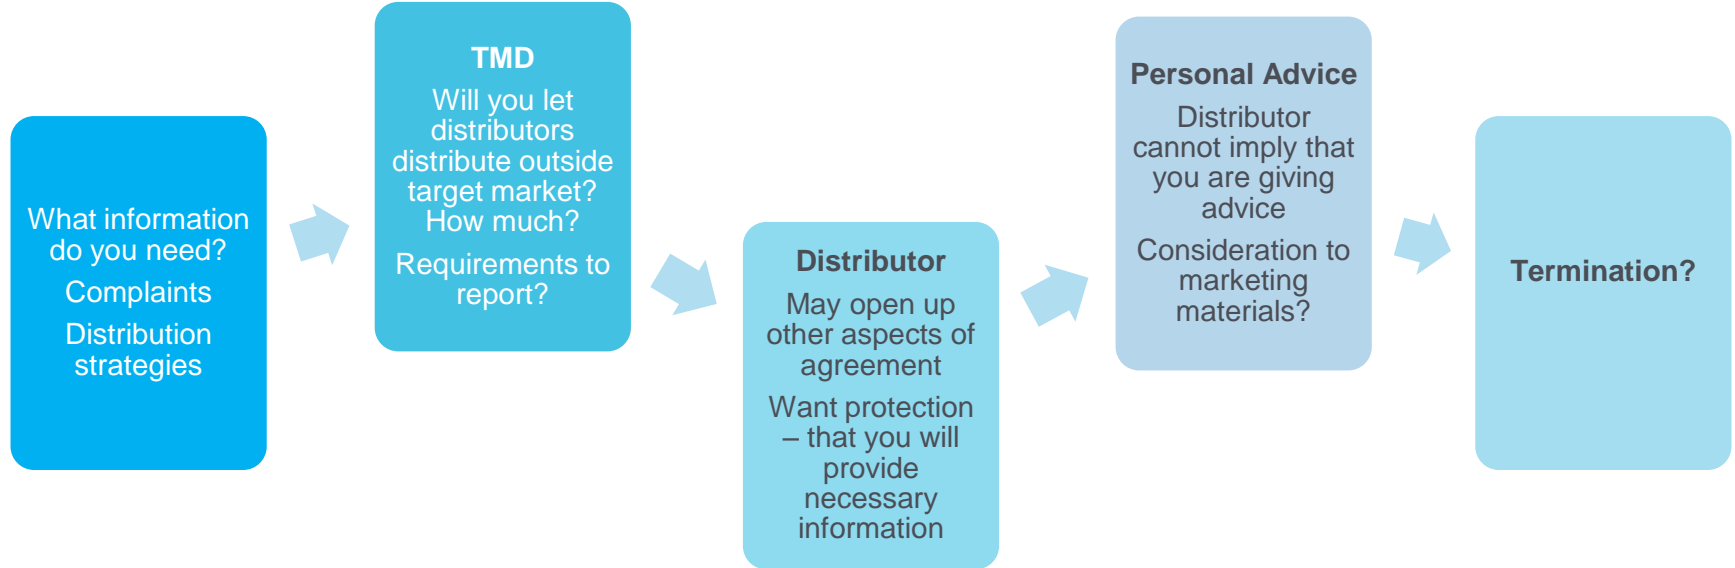 What information
do you need?
Complaints
Distribution
strategies
TMD
Will you let
distributors
distribute outside
target market?
How much?
Requirements to
report?
Distributor
May open up
other aspects of
agreement
Want protection
– that you will
provide
necessary
information
Personal Advice
Distributor
cannot imply that
you are giving
advice
Consideration to
marketing
materials?
Termination?